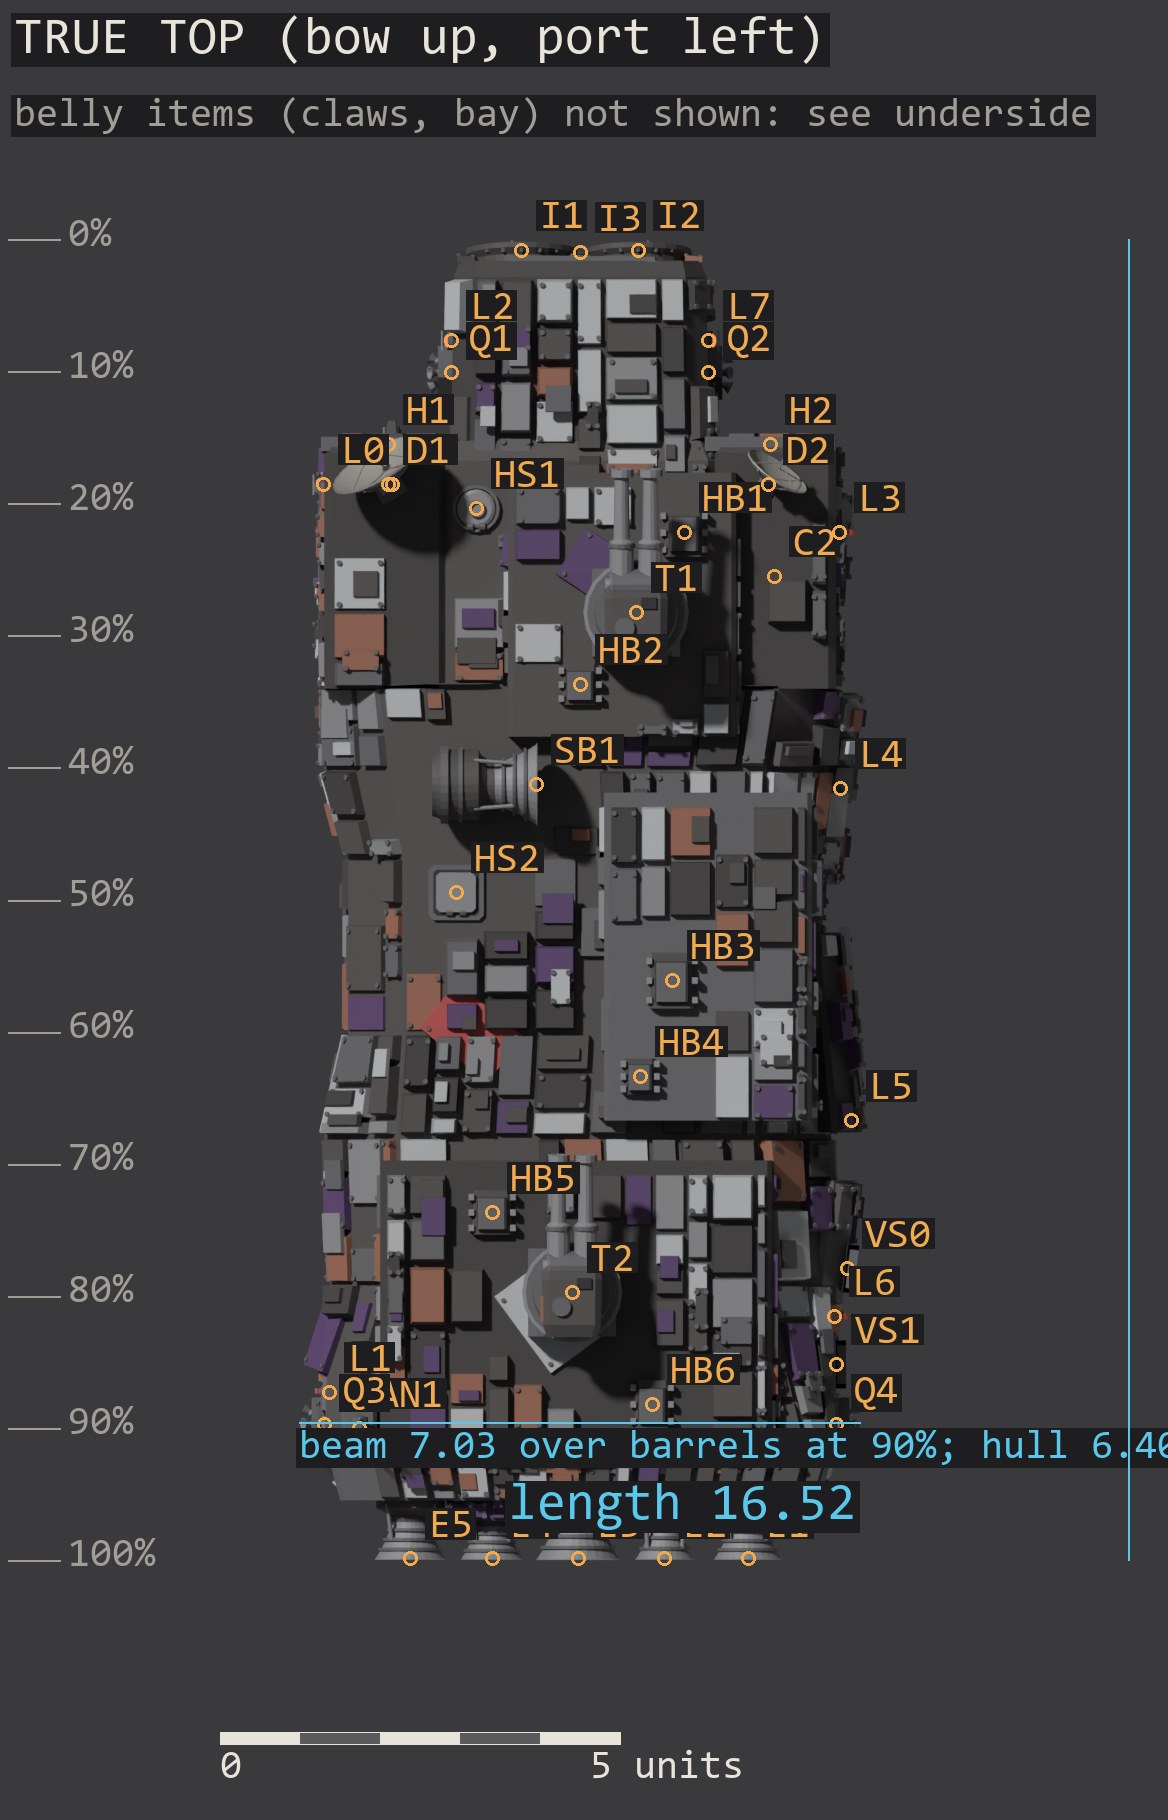 TRUE TOP (bow up, port left)
belly items (claws, bay) not shown: see underside
I1 I3 I2
0%
L2 L7
Q1 Q2
10%
H1 H2
L0 D1 D2
HS1
20% HB1 L3
C2
T1
30%
HB2
40% SB1 L4
HS2
50%
HB3
60%
HB4
L5
70%
HB5
VS0
T2
80% L6
VS1
L1 HB6
Q3 AN1 Q4
90%
beam 7.03 over barrels at 90%; hull 6.40
length 16.52
E5
100%
0 5 units